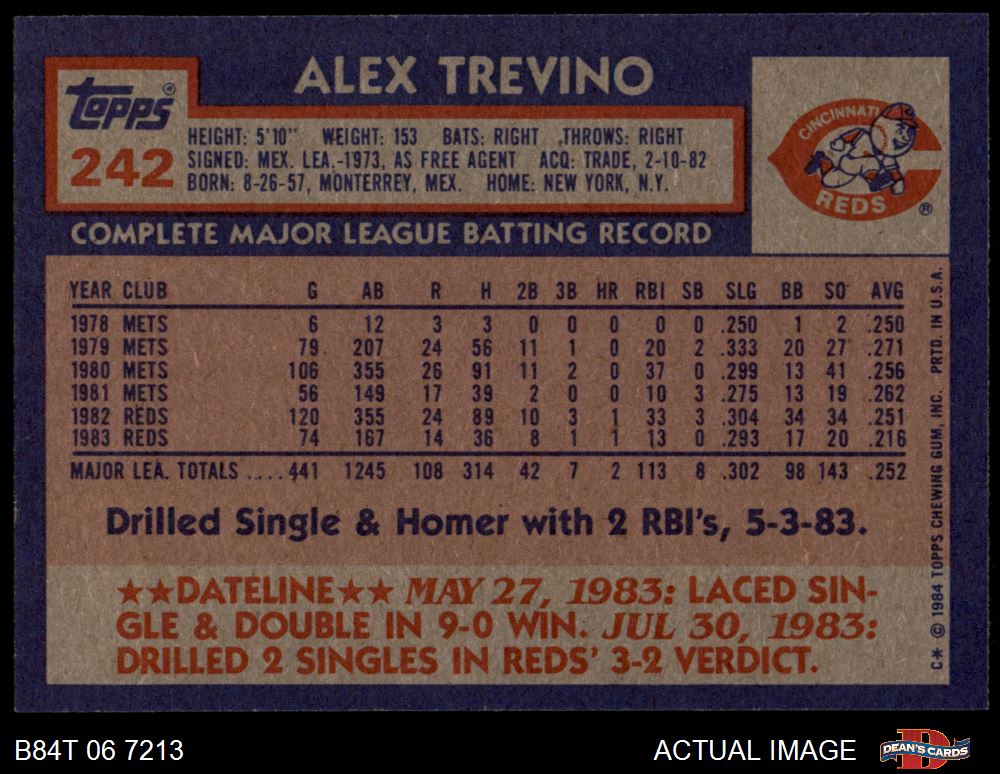 ALEX TREVINO
topps®
242
HEIGHT: 5'10" WEIGHT: 153 BATS: RIGHT THROWS: RIGHT
SIGNED: MEX. LEA.-1973, AS FREE AGENT ACQ: TRADE, 2-10-82
BORN: 8-26-57, MONTERREY, MEX. HOME: NEW YORK, N.Y.
CINCINNATI
REDS
®
COMPLETE MAJOR LEAGUE BATTING RECORD
YEAR CLUB G AB R H 2B 3B HR RBI SB SLG BB SO AVG
1978 METS 6 12 3 3 0 0 0 0 0 .250 1 2 .250
1979 METS 79 207 24 56 11 1 0 20 2 .333 20 27 .271
1980 METS 106 355 26 91 11 2 0 37 0 .299 13 41 .256
1981 METS 56 149 17 39 2 0 0 10 3 .275 13 19 .262
1982 REDS 120 355 24 89 10 3 1 33 3 .304 34 34 .251
1983 REDS 74 167 14 36 8 1 1 13 0 .293 17 20 .216
MAJOR LEA. TOTALS .... 441 1245 108 314 42 7 2 113 8 .302 98 143 .252
Drilled Single & Homer with 2 RBI's, 5-3-83.
★★DATELINE★★ MAY 27, 1983: LACED SIN-
GLE & DOUBLE IN 9-0 WIN. JUL 30, 1983:
DRILLED 2 SINGLES IN REDS' 3-2 VERDICT.
C* © 1984 TOPPS CHEWING GUM, INC. PRTD. IN U.S.A.
B84T 06 7213
ACTUAL IMAGE
DEAN'S CARDS